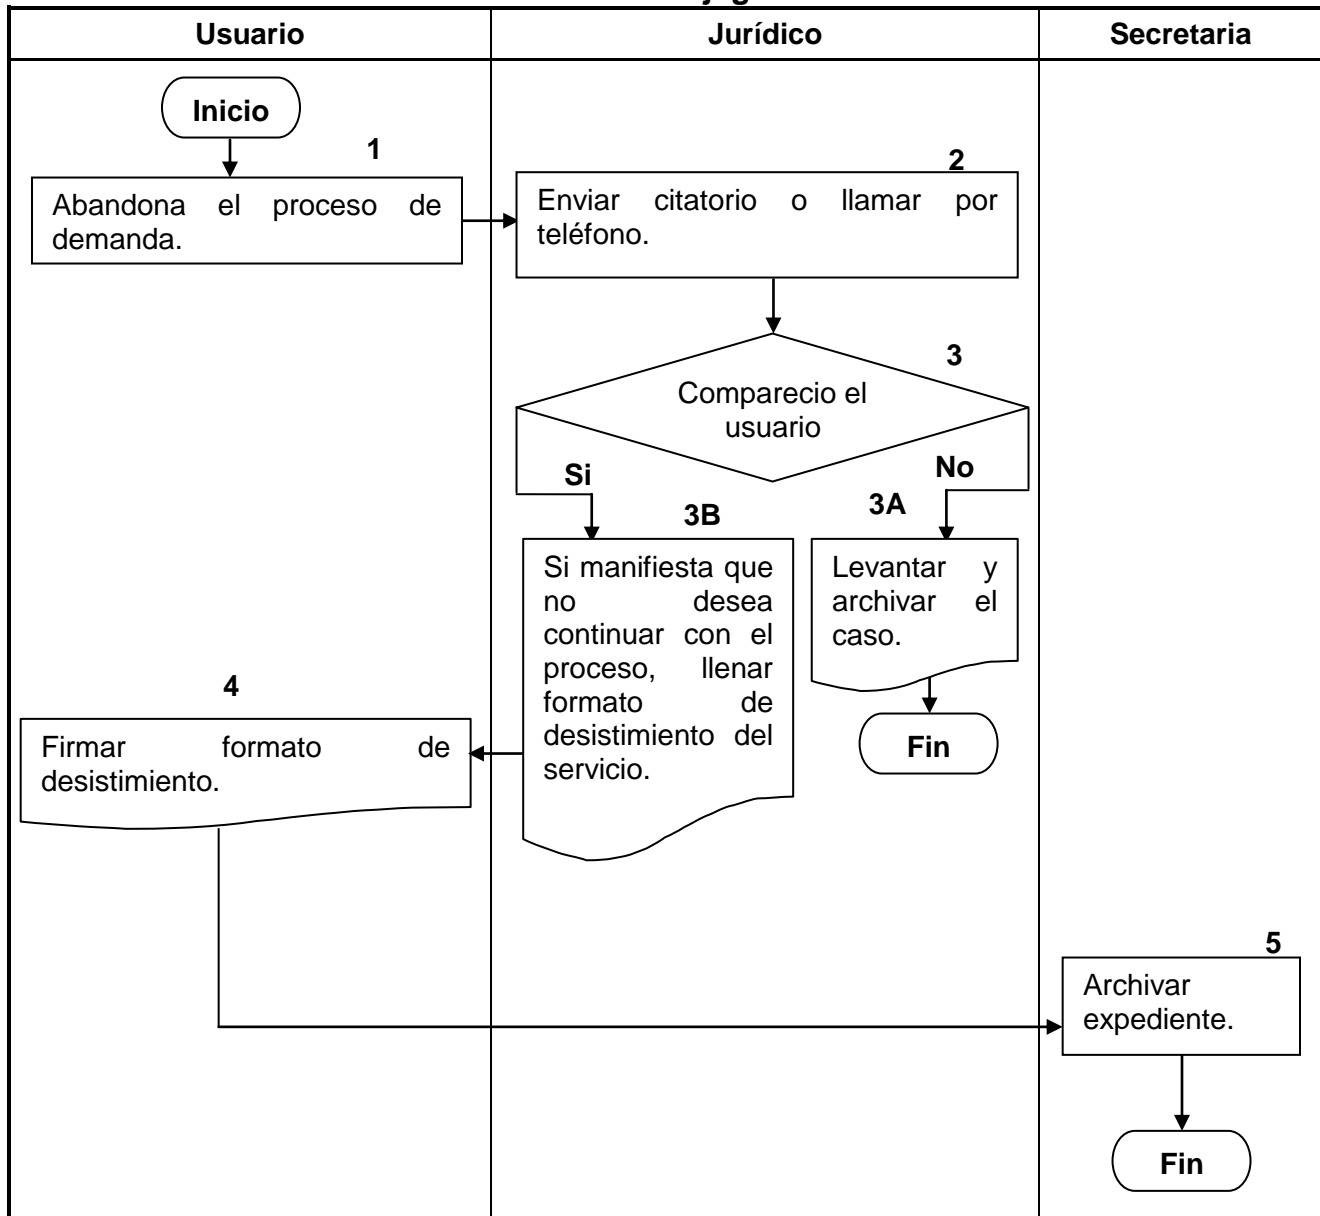 Usuario
Jurídico
Secretaria
Inicio
1
Abandona el proceso de
demanda.
2
Enviar citatorio o llamar por
teléfono.
3
Comparecio el
usuario
Si
No
3B
Si manifiesta que
no desea
continuar con el
proceso, llenar
formato de
desistimiento del
servicio.
3A
Levantar y
archivar el
caso.
Fin
4
Firmar formato de
desistimiento.
5
Archivar
expediente.
Fin